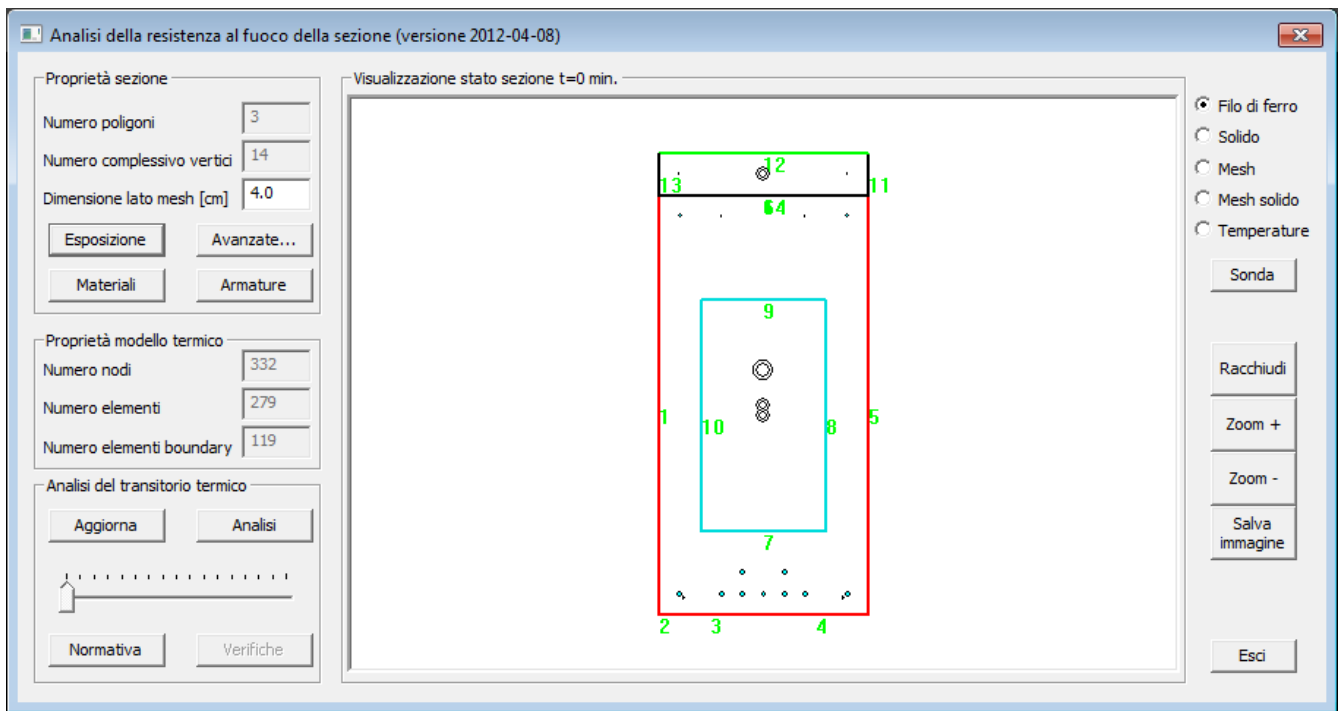 Analisi della resistenza al fuoco della sezione (versione 2012-04-08)
Proprietà sezione
Numero poligoni 3
Numero complessivo vertici 14
Dimensione lato mesh [cm] 4.0
Esposizione Avanzate...
Materiali Armature
Proprietà modello termico
Numero nodi 332
Numero elementi 279
Numero elementi boundary 119
Analisi del transitorio termico
Aggiorna Analisi
Normativa Verifiche
Visualizzazione stato sezione t=0 min.
12
13 11
9
1 10 8 5
7
2 3 4
Filo di ferro
Solido
Mesh
Mesh solido
Temperature
Sonda
Racchiudi
Zoom +
Zoom -
Salva
immagine
Esci